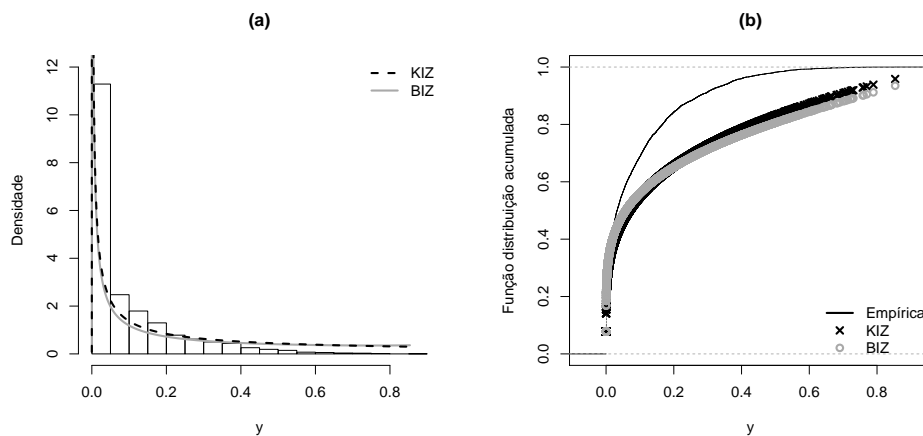 (a)
Densidade
12
10
8
6
4
2
0
KIZ
BIZ
0.0 0.2 0.4 0.6 0.8
y
(b)
Função distribuição acumulada
1.0
0.8
0.6
0.4
0.2
0.0
Empírica
KIZ
BIZ
0.0 0.2 0.4 0.6 0.8
y